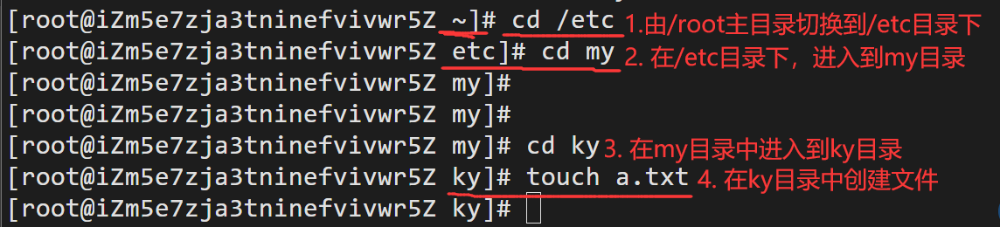 [root@iZm5e7zja3tninefvivwr5Z ~]# cd /etc 1.由/root主目录切换到/etc目录下
[root@iZm5e7zja3tninefvivwr5Z etc]# cd my 2. 在/etc目录下，进入到my目录
[root@iZm5e7zja3tninefvivwr5Z my]#
[root@iZm5e7zja3tninefvivwr5Z my]#
[root@iZm5e7zja3tninefvivwr5Z my]# cd ky 3. 在my目录中进入到ky目录
[root@iZm5e7zja3tninefvivwr5Z ky]# touch a.txt 4. 在ky目录中创建文件
[root@iZm5e7zja3tninefvivwr5Z ky]#